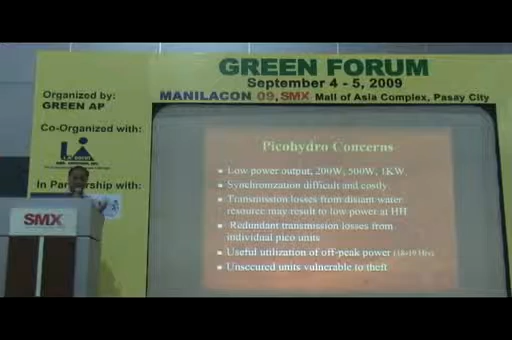 GREEN FORUM
September 4 - 5, 2009
MANILACON 09, SMX Mall of Asia Complex, Pasay City
Organized by:
GREEN AP
Co-Organized with:
In Partnership with:
SMX
Picohydro Concerns
Low power output, 200W, 500W, 1KW.
Synchronization difficult and costly
Transmission losses from distant water
resource may result to low power at HH
Redundant transmission losses from
individual pico units
Useful utilization of off-peak power (18-19 Hrs)
Unsecured units vulnerable to theft